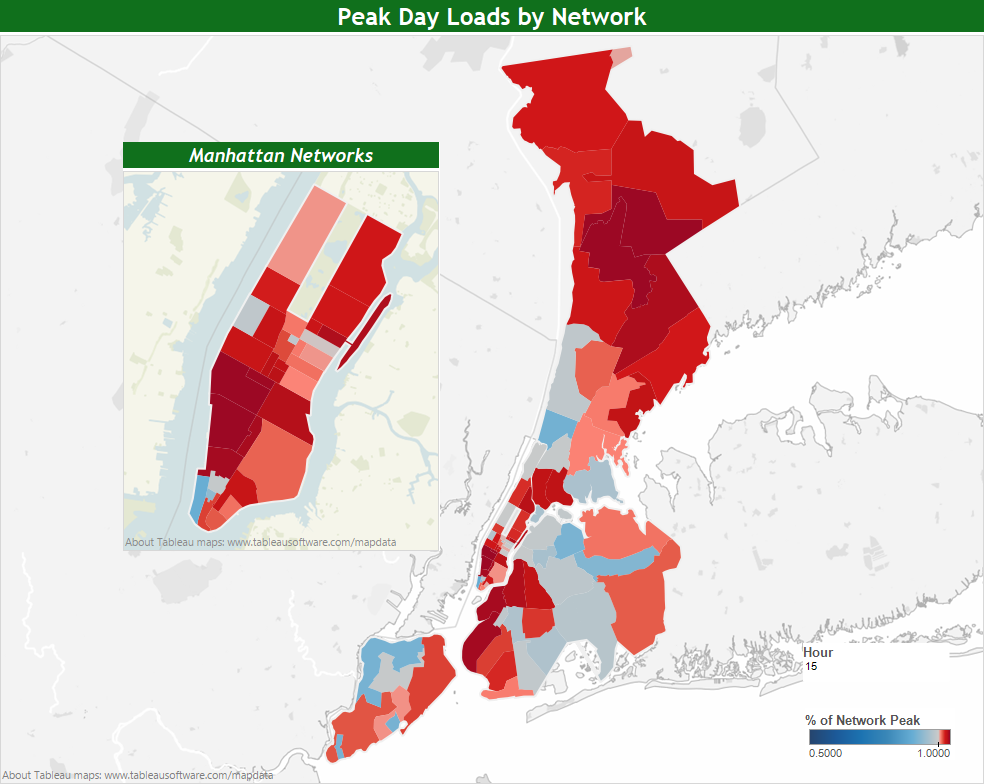 Peak Day Loads by Network
Manhattan Networks
About Tableau maps: www.tableausoftware.com/mapdata
Hour
15
% of Network Peak
0.5000 1.0000
About Tableau maps: www.tableausoftware.com/mapdata